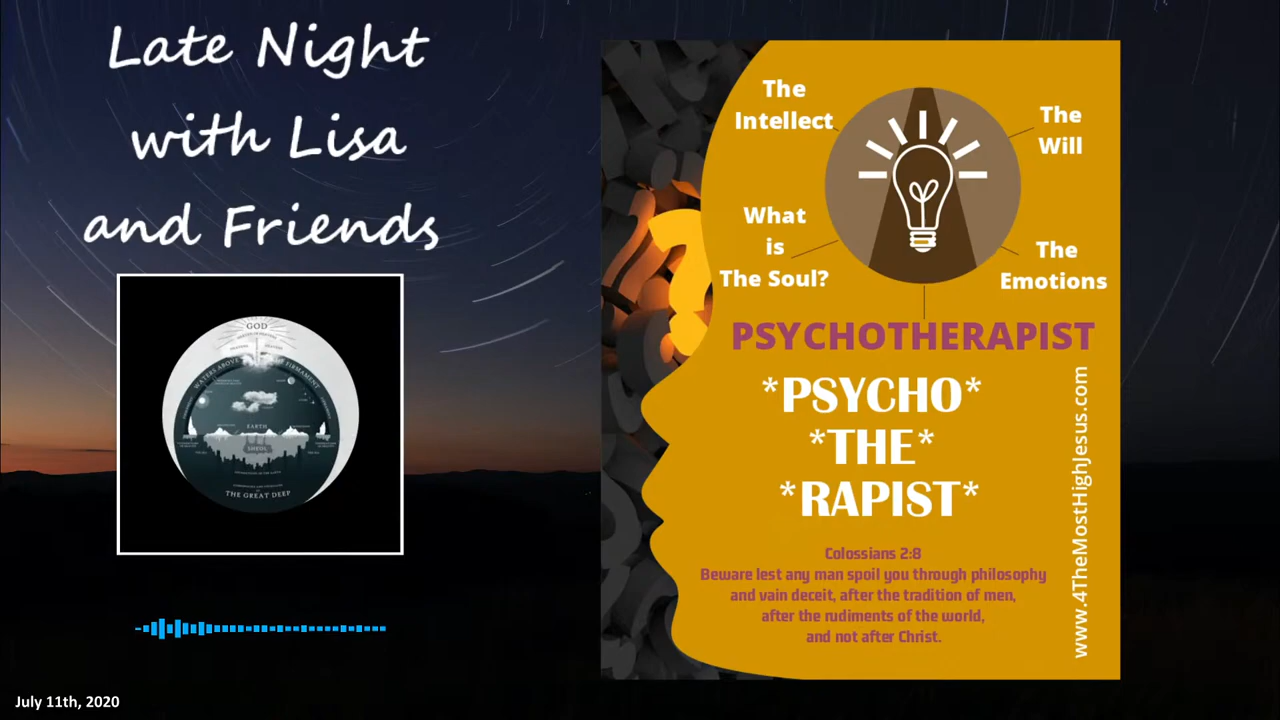 Late Night
with Lisa
and Friends
GOD
WATERS ABOVE
FIRMAMENT
EARTH
SHEOL
THE GREAT DEEP
July 11th, 2020
The
Intellect
The
Will
What
is
The Soul?
The
Emotions
PSYCHOTHERAPIST
*PSYCHO*
*THE*
*RAPIST*
Colossians 2:8
Beware lest any man spoil you through philosophy
and vain deceit, after the tradition of men,
after the rudiments of the world,
and not after Christ.
www.4TheMostHighJesus.com